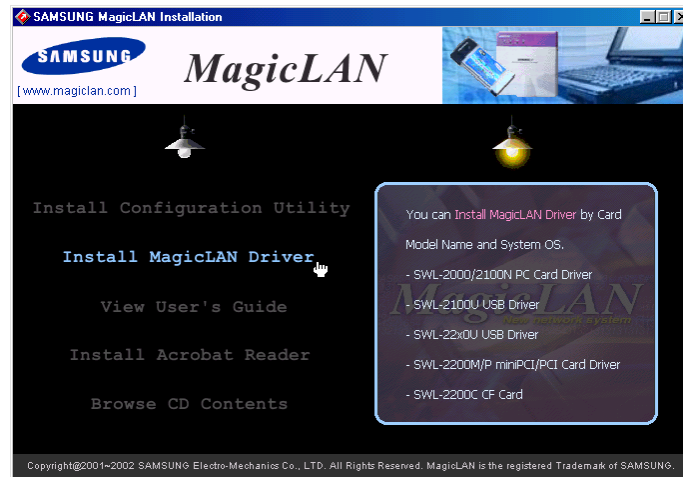 SAMSUNG MagicLAN Installation
SAMSUNG
[ www.magiclan.com ]
MagicLAN
Install Configuration Utility
Install MagicLAN Driver
View User's Guide
Install Acrobat Reader
Browse CD Contents
You can Install MagicLAN Driver by Card
Model Name and System OS.
- SWL-2000/2100N PC Card Driver
- SWL-2100U USB Driver
- SWL-22x0U USB Driver
- SWL-2200M/P miniPCI/PCI Card Driver
- SWL-2200C CF Card
MagicLAN
New network system
Copyright@2001~2002 SAMSUNG Electro-Mechanics Co., LTD. All Rights Reserved. MagicLAN is the registered Trademark of SAMSUNG.